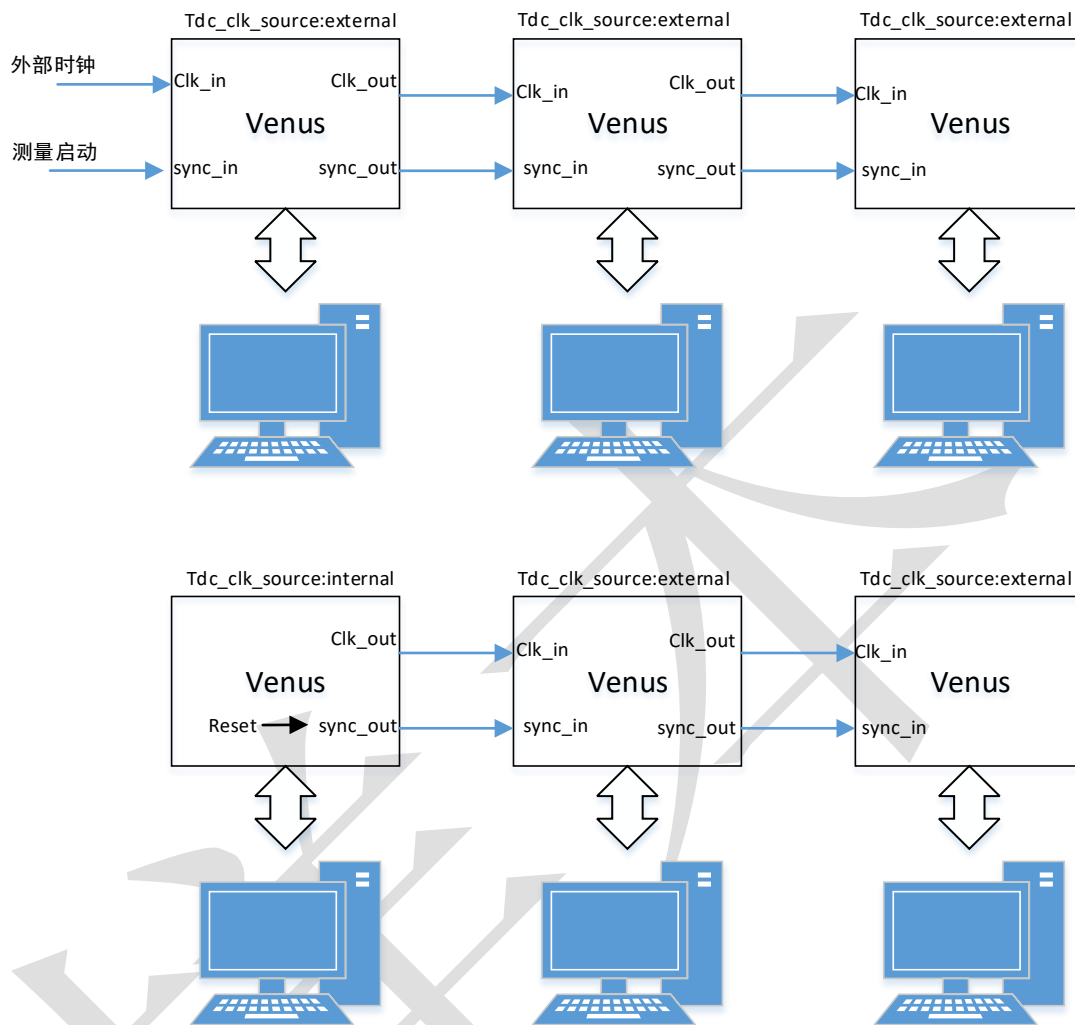 Tdc_clk_source:external Tdc_clk_source:external Tdc_clk_source:external
外部时钟
Clk_in Clk_out Clk_in Clk_out Clk_in
Venus Venus Venus
测量启动
sync_in sync_out sync_in sync_out sync_in
Tdc_clk_source:internal Tdc_clk_source:external Tdc_clk_source:external
Clk_out Clk_in Clk_out Clk_in
Venus Venus Venus
Reset sync_out sync_in sync_out sync_in